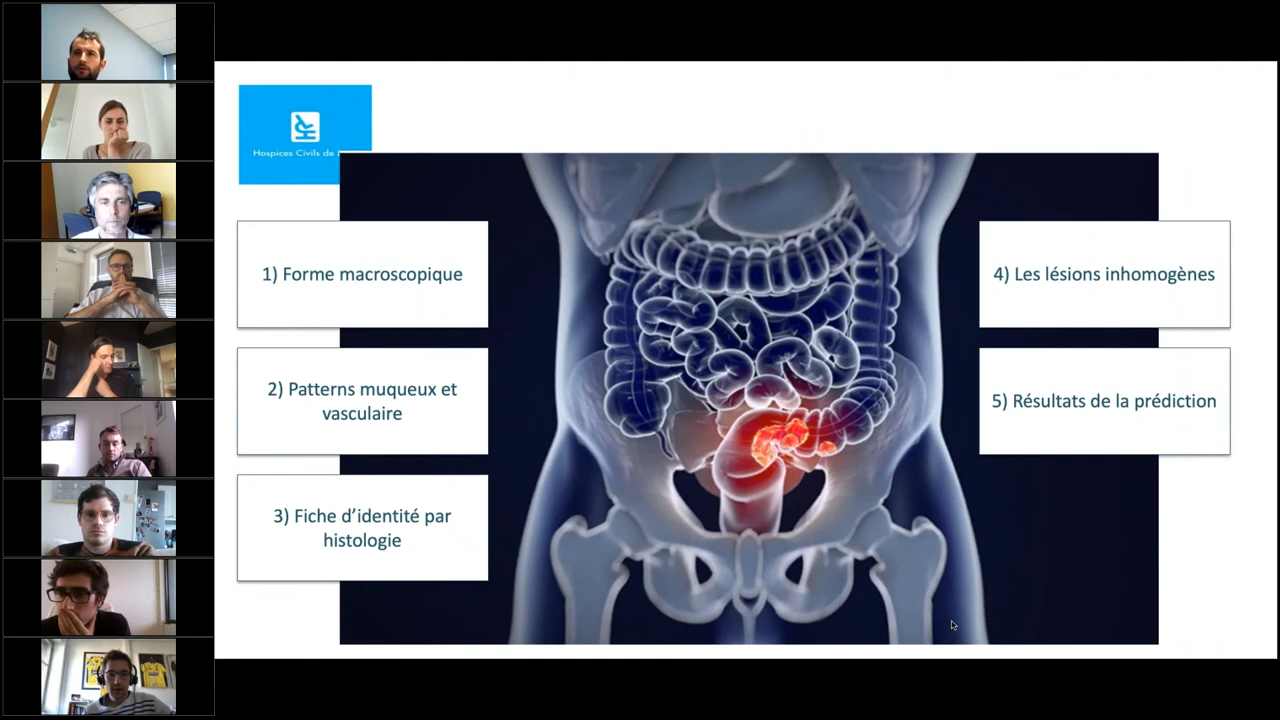 Hospices Civils de
1) Forme macroscopique
2) Patterns muqueux et
vasculaire
3) Fiche d'identité par
histologie
4) Les lésions inhomogènes
5) Résultats de la prédiction